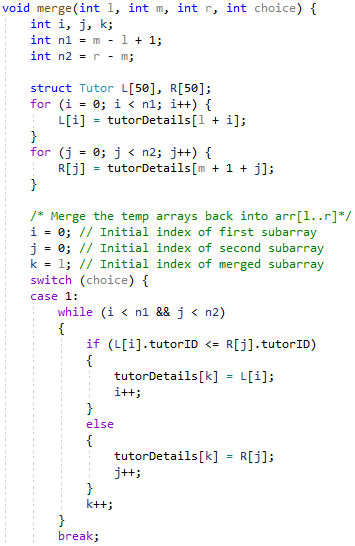 void merge(int l, int m, int r, int choice) {
    int i, j, k;
    int n1 = m - l + 1;
    int n2 = r - m;

    struct Tutor L[50], R[50];
    for (i = 0; i < n1; i++) {
        L[i] = tutorDetails[l + i];
    }
    for (j = 0; j < n2; j++) {
        R[j] = tutorDetails[m + 1 + j];
    }

    /* Merge the temp arrays back into arr[l..r]*/
    i = 0; // Initial index of first subarray
    j = 0; // Initial index of second subarray
    k = l; // Initial index of merged subarray
    switch (choice) {
    case 1:
        while (i < n1 && j < n2)
        {
            if (L[i].tutorID <= R[j].tutorID)
            {
                tutorDetails[k] = L[i];
                i++;
            }
            else
            {
                tutorDetails[k] = R[j];
                j++;
            }
            k++;
        }
        break;